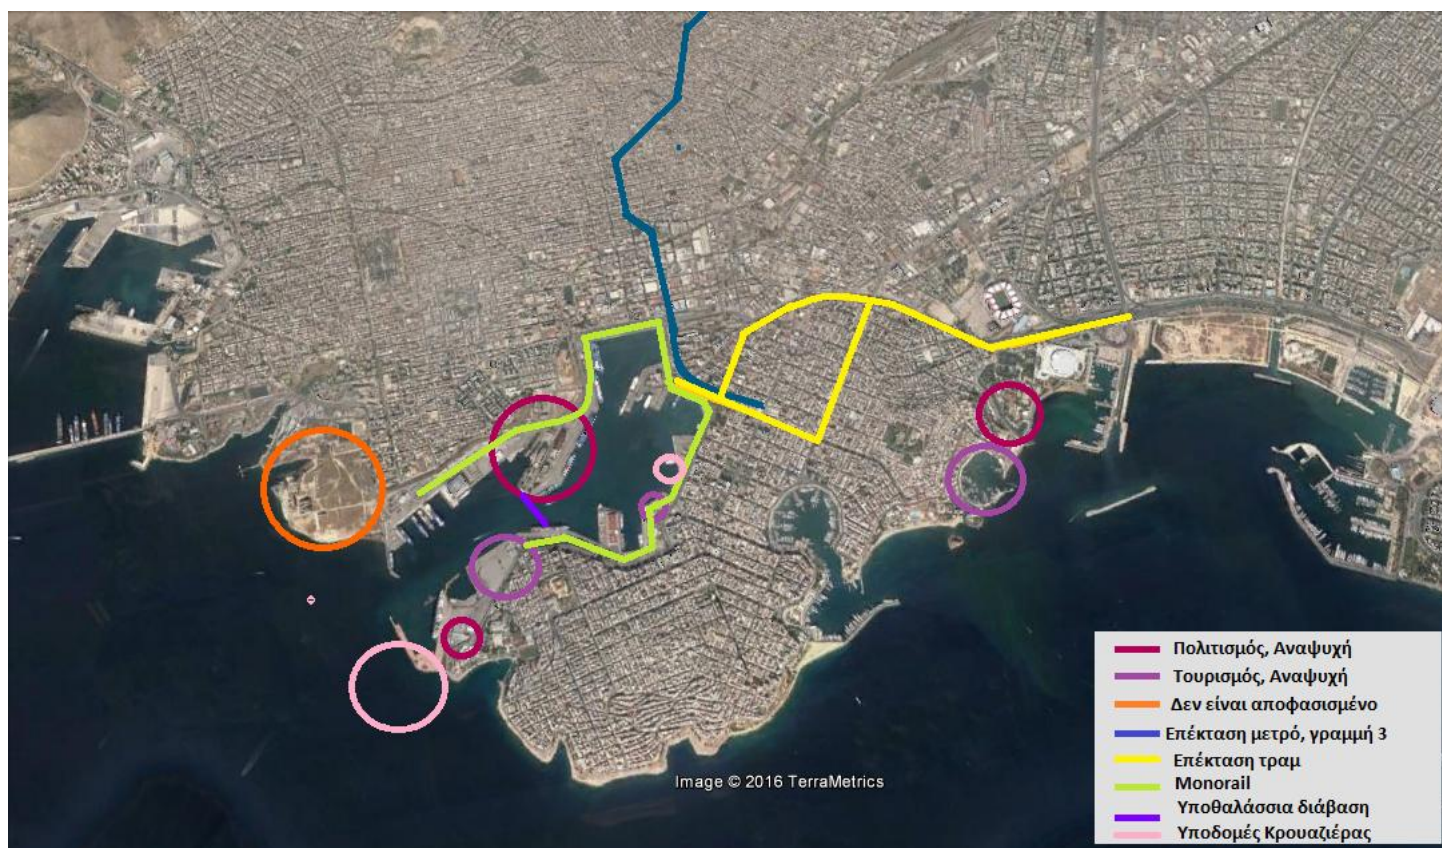 Image © 2016 TerraMetrics
Πολιτισμός, Αναψυχή
Τουρισμός, Αναψυχή
Δεν είναι αποφασισμένο
Επέκταση μετρό, γραμμή 3
Επέκταση τραμ
Monorail
Υποθαλάσσια διάβαση
Υποδομές Κρουαζιέρας